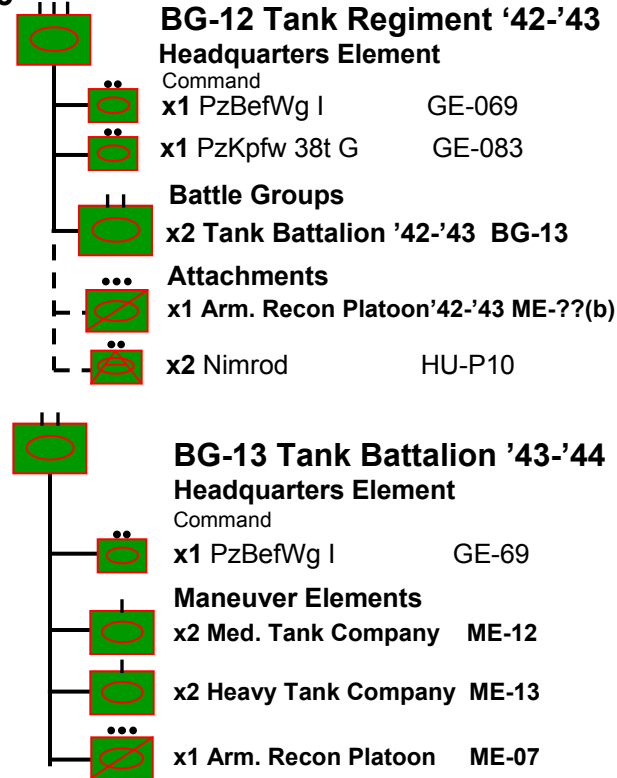 BG-12 Tank Regiment ‘42-’43
Headquarters Element
Command
x1 PzBefWg I GE-069
x1 PzKpfw 38t G GE-083
Battle Groups
x2 Tank Battalion ’42-’43 BG-13
Attachments
x1 Arm. Recon Platoon’42-’43 ME-??(b)
x2 Nimrod HU-P10
BG-13 Tank Battalion ’43-’44
Headquarters Element
Command
x1 PzBefWg I GE-69
Maneuver Elements
x2 Med. Tank Company ME-12
x2 Heavy Tank Company ME-13
x1 Arm. Recon Platoon ME-07